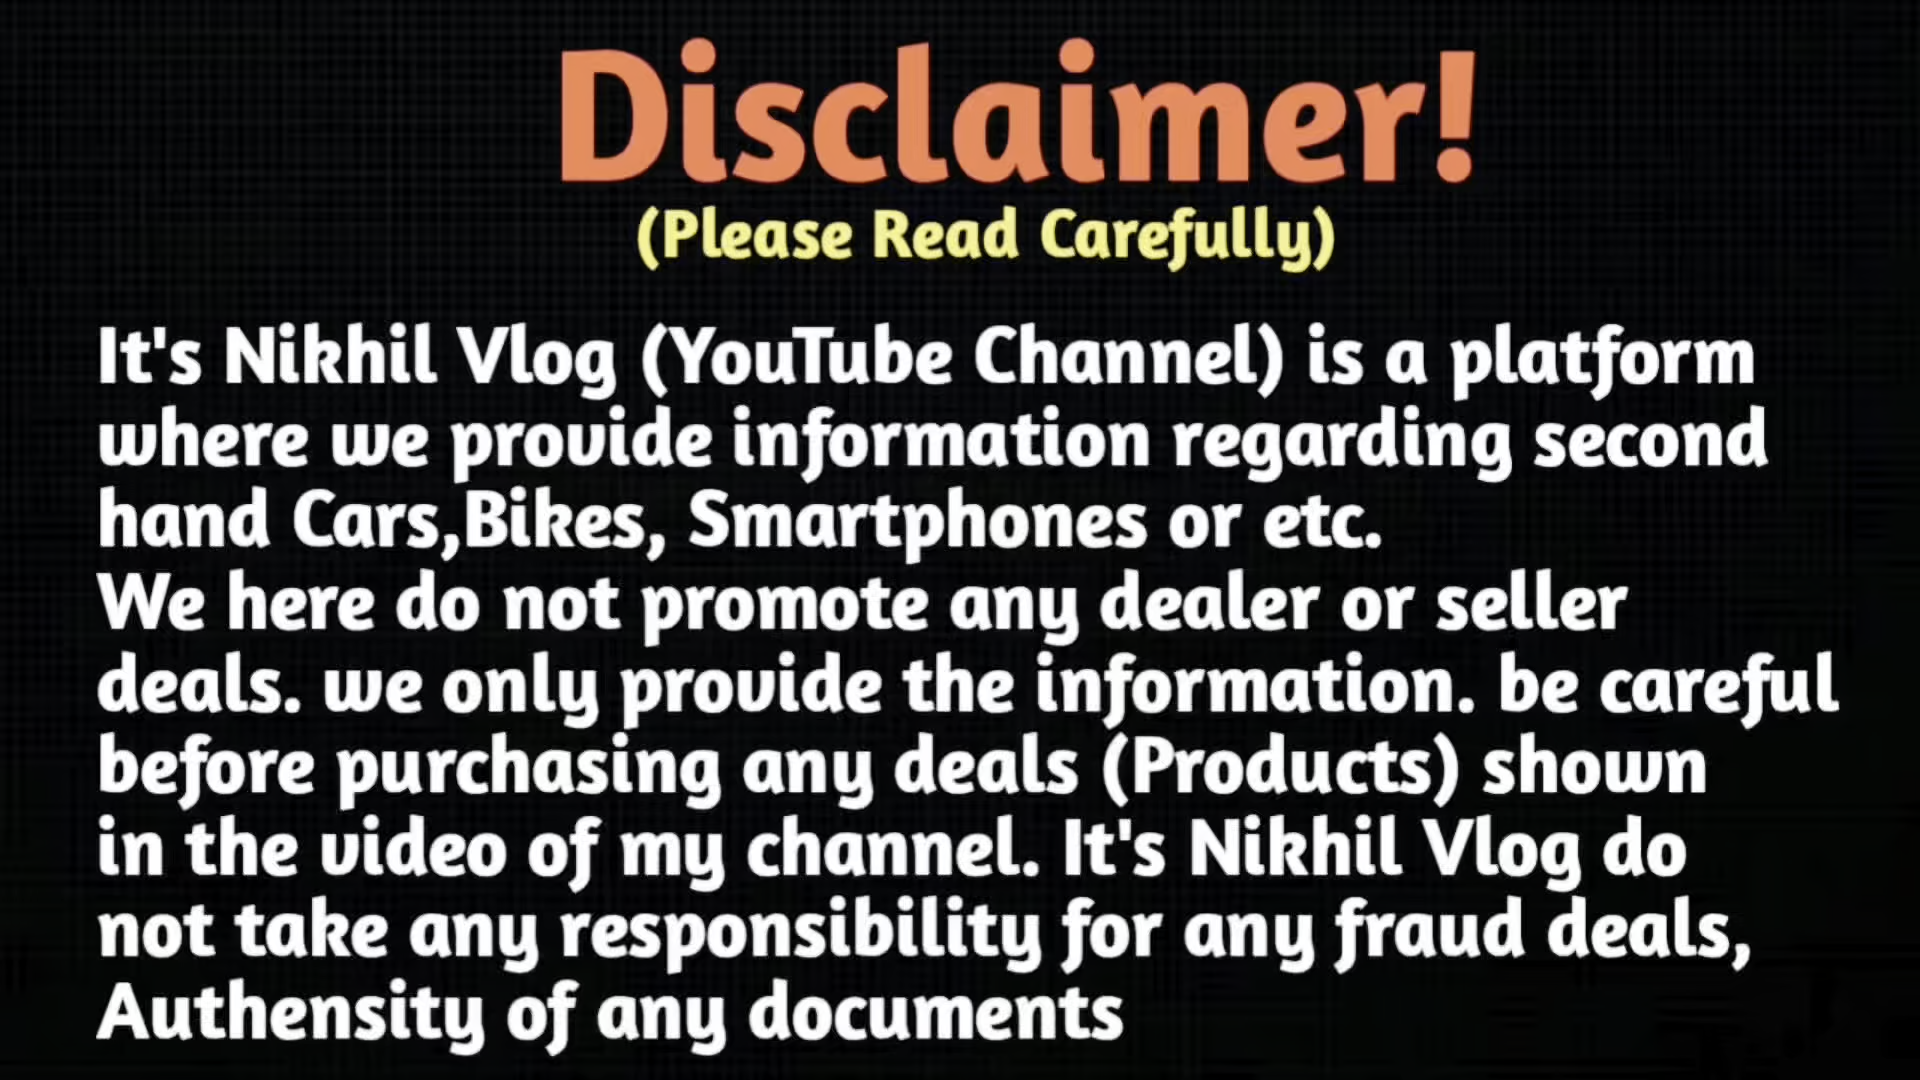 Disclaimer!
(Please Read Carefully)
It's Nikhil Vlog (YouTube Channel) is a platform
where we provide information regarding second
hand Cars,Bikes, Smartphones or etc.
We here do not promote any dealer or seller
deals. we only provide the information. be careful
before purchasing any deals (Products) shown
in the video of my channel. It's Nikhil Vlog do
not take any responsibility for any fraud deals,
Authensity of any documents